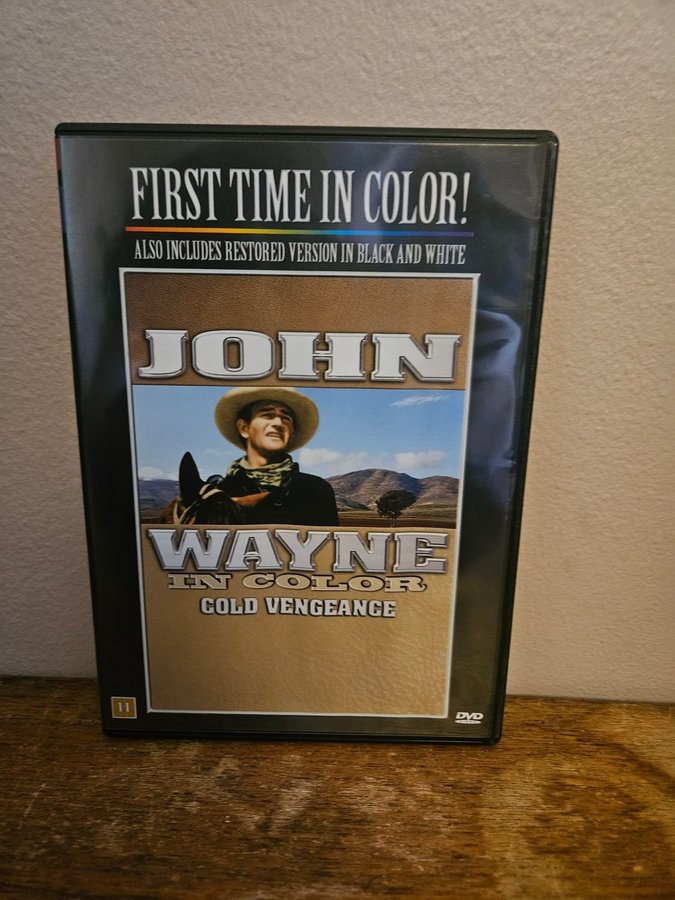 FIRST TIME IN COLOR!
ALSO INCLUDES RESTORED VERSION IN BLACK AND WHITE
JOHN
WAYNE
IN COLOR
COLD VENGEANCE
11
DVD
VIDEO